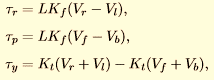 τ_r = LK_f(V_r − V_l),
τ_p = LK_f(V_f − V_b),
τ_y = K_t(V_r + V_l) − K_t(V_f + V_b),